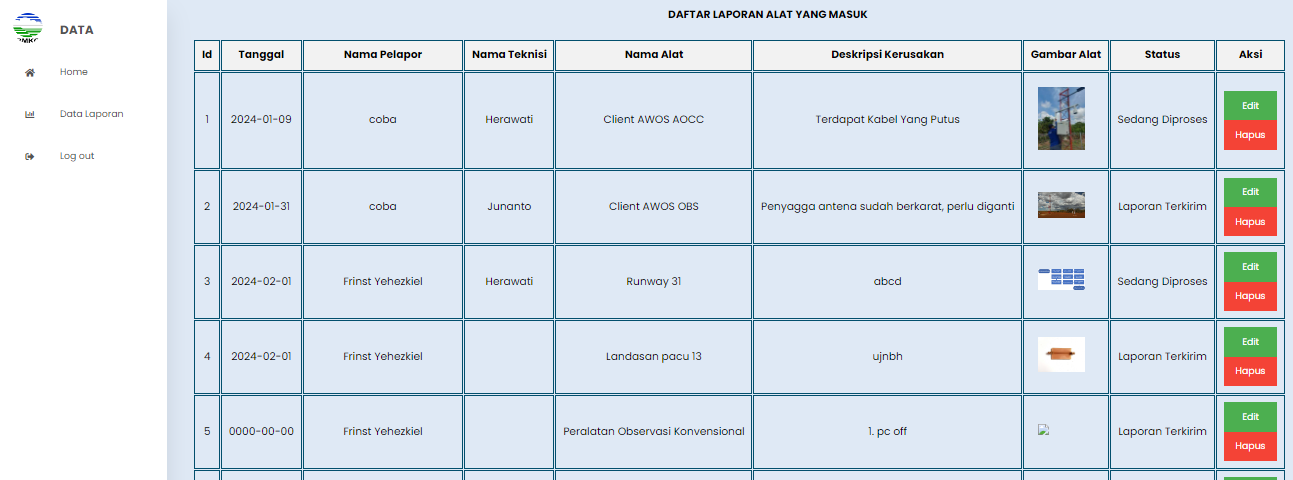 DATA
Home
Data Laporan
Log out
DAFTAR LAPORAN ALAT YANG MASUK
Id Tanggal Nama Pelapor Nama Teknisi Nama Alat Deskripsi Kerusakan Gambar Alat Status Aksi
1 2024-01-09 coba Herawati Client AWOS AOCC Terdapat Kabel Yang Putus Sedang Diproses Edit
Hapus
2 2024-01-31 coba Junanto Client AWOS OBS Penyagga antena sudah berkarat, perlu diganti Laporan Terkirim Edit
Hapus
3 2024-02-01 Frinst Yehezkiel Herawati Runway 31 abcd Sedang Diproses Edit
Hapus
4 2024-02-01 Frinst Yehezkiel Landasan pacu 13 ujnbh Laporan Terkirim Edit
Hapus
5 0000-00-00 Frinst Yehezkiel Peralatan Observasi Konvensional 1. pc off Laporan Terkirim Edit
Hapus